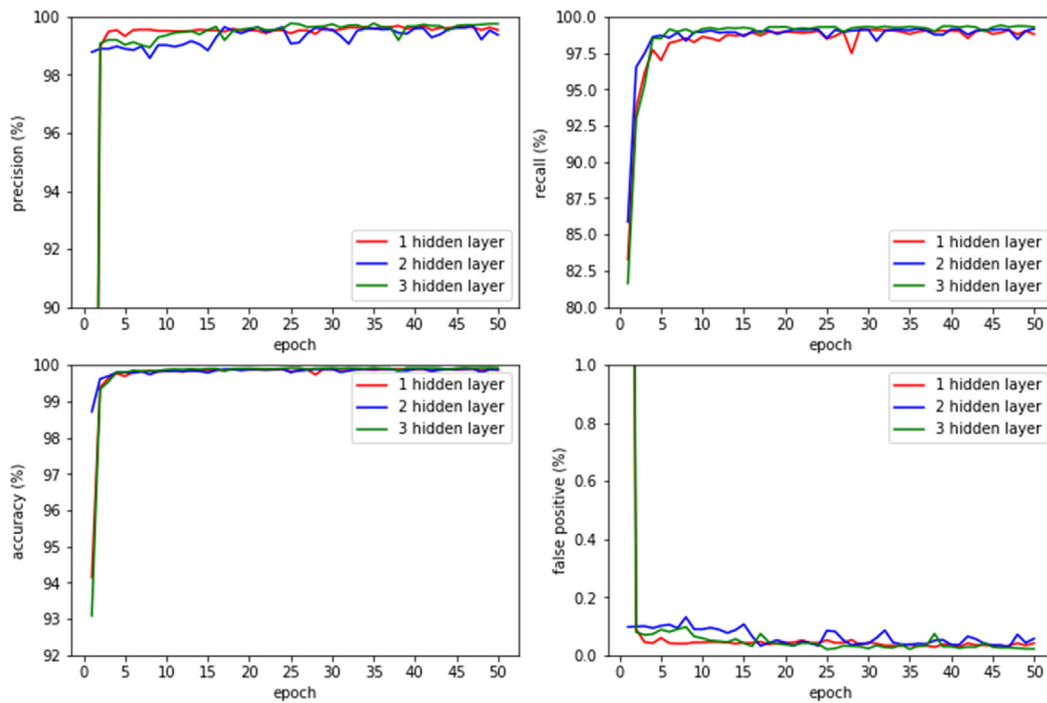 precision (%)
100
98
96
94
92
90
0 5 10 15 20 25 30 35 40 45 50
epoch
1 hidden layer
2 hidden layer
3 hidden layer
recall (%)
100.0
97.5
95.0
92.5
90.0
87.5
85.0
82.5
80.0
0 5 10 15 20 25 30 35 40 45 50
epoch
1 hidden layer
2 hidden layer
3 hidden layer
accuracy (%)
100
99
98
97
96
95
94
93
92
0 5 10 15 20 25 30 35 40 45 50
epoch
1 hidden layer
2 hidden layer
3 hidden layer
false positive (%)
1.0
0.8
0.6
0.4
0.2
0.0
0 5 10 15 20 25 30 35 40 45 50
epoch
1 hidden layer
2 hidden layer
3 hidden layer